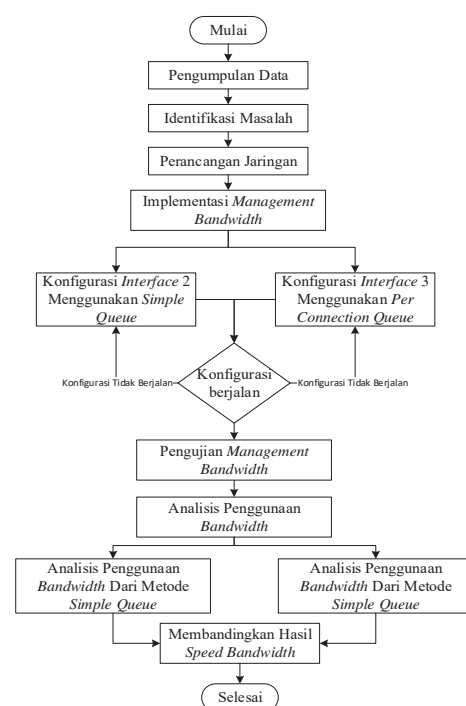 Mulai
Pengumpulan Data
Identifikasi Masalah
Perancangan Jaringan
Implementasi Management
Bandwidth
Konfigurasi Interface 2
Menggunakan Simple
Queue
Konfigurasi Interface 3
Menggunakan Per
Connection Queue
Konfigurasi Tidak Berjalan
Konfigurasi
berjalan
Konfigurasi Tidak Berjalan
Pengujian Management
Bandwidth
Analisis Penggunaan
Bandwidth
Analisis Penggunaan
Bandwidth Dari Metode
Simple Queue
Analisis Penggunaan
Bandwidth Dari Metode
Simple Queue
Membandingkan Hasil
Speed Bandwidth
Selesai